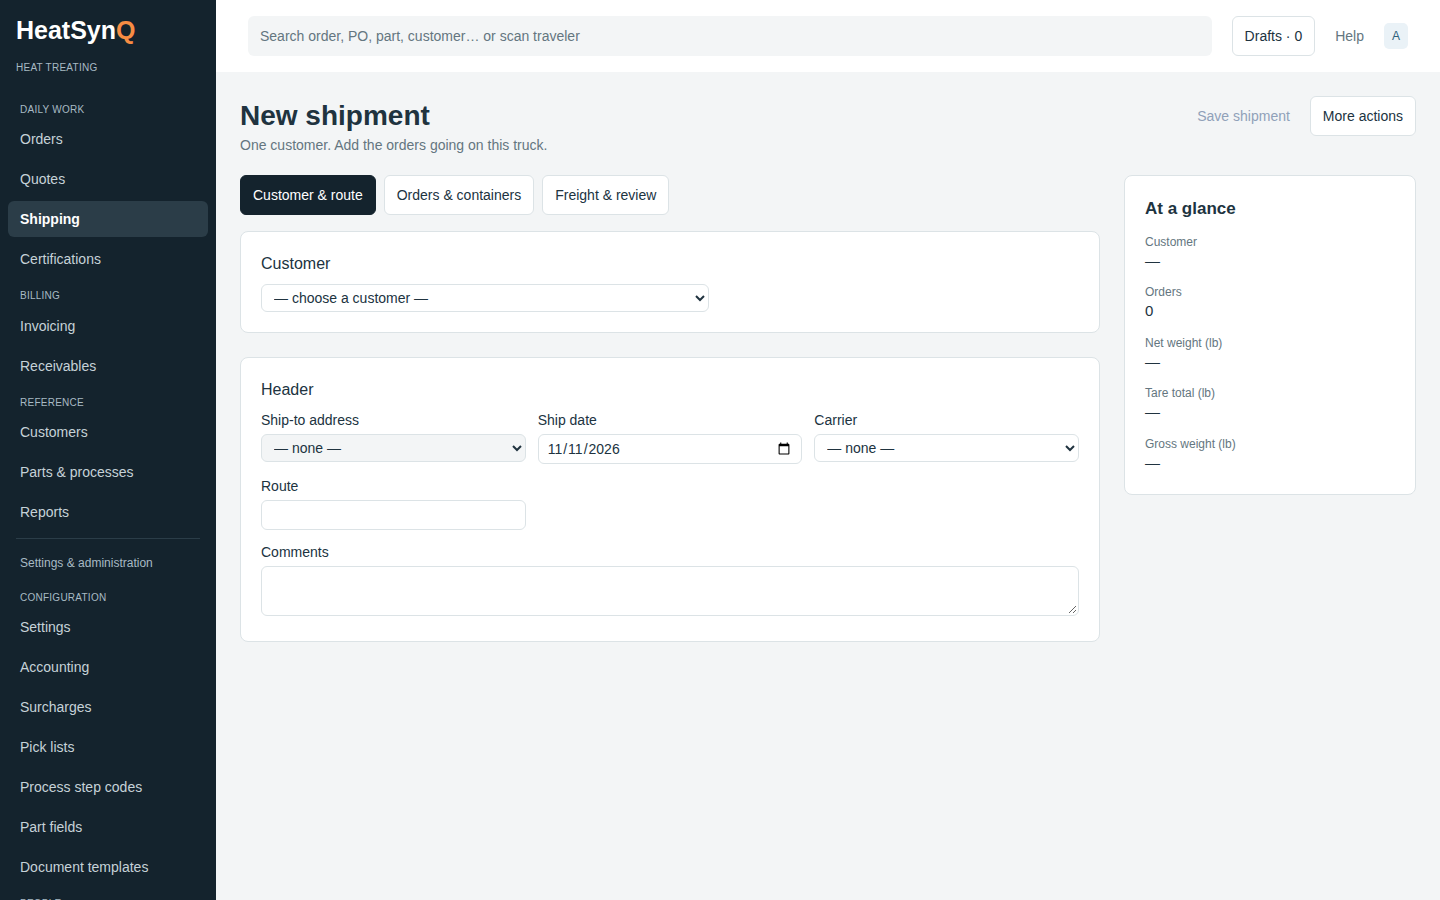 HeatSynQ
HEAT TREATING
DAILY WORK
Orders
Quotes
Shipping
Certifications
BILLING
Invoicing
Receivables
REFERENCE
Customers
Parts & processes
Reports
Settings & administration
CONFIGURATION
Settings
Accounting
Surcharges
Pick lists
Process step codes
Part fields
Document templates
Search order, PO, part, customer… or scan traveler
Drafts · 0
Help
A
New shipment
One customer. Add the orders going on this truck.
Save shipment
More actions
Customer & route
Orders & containers
Freight & review
Customer
— choose a customer —
Header
Ship-to address
Ship date
Carrier
— none —
11/11/2026
— none —
Route
Comments
At a glance
Customer
—
Orders
0
Net weight (lb)
—
Tare total (lb)
—
Gross weight (lb)
—